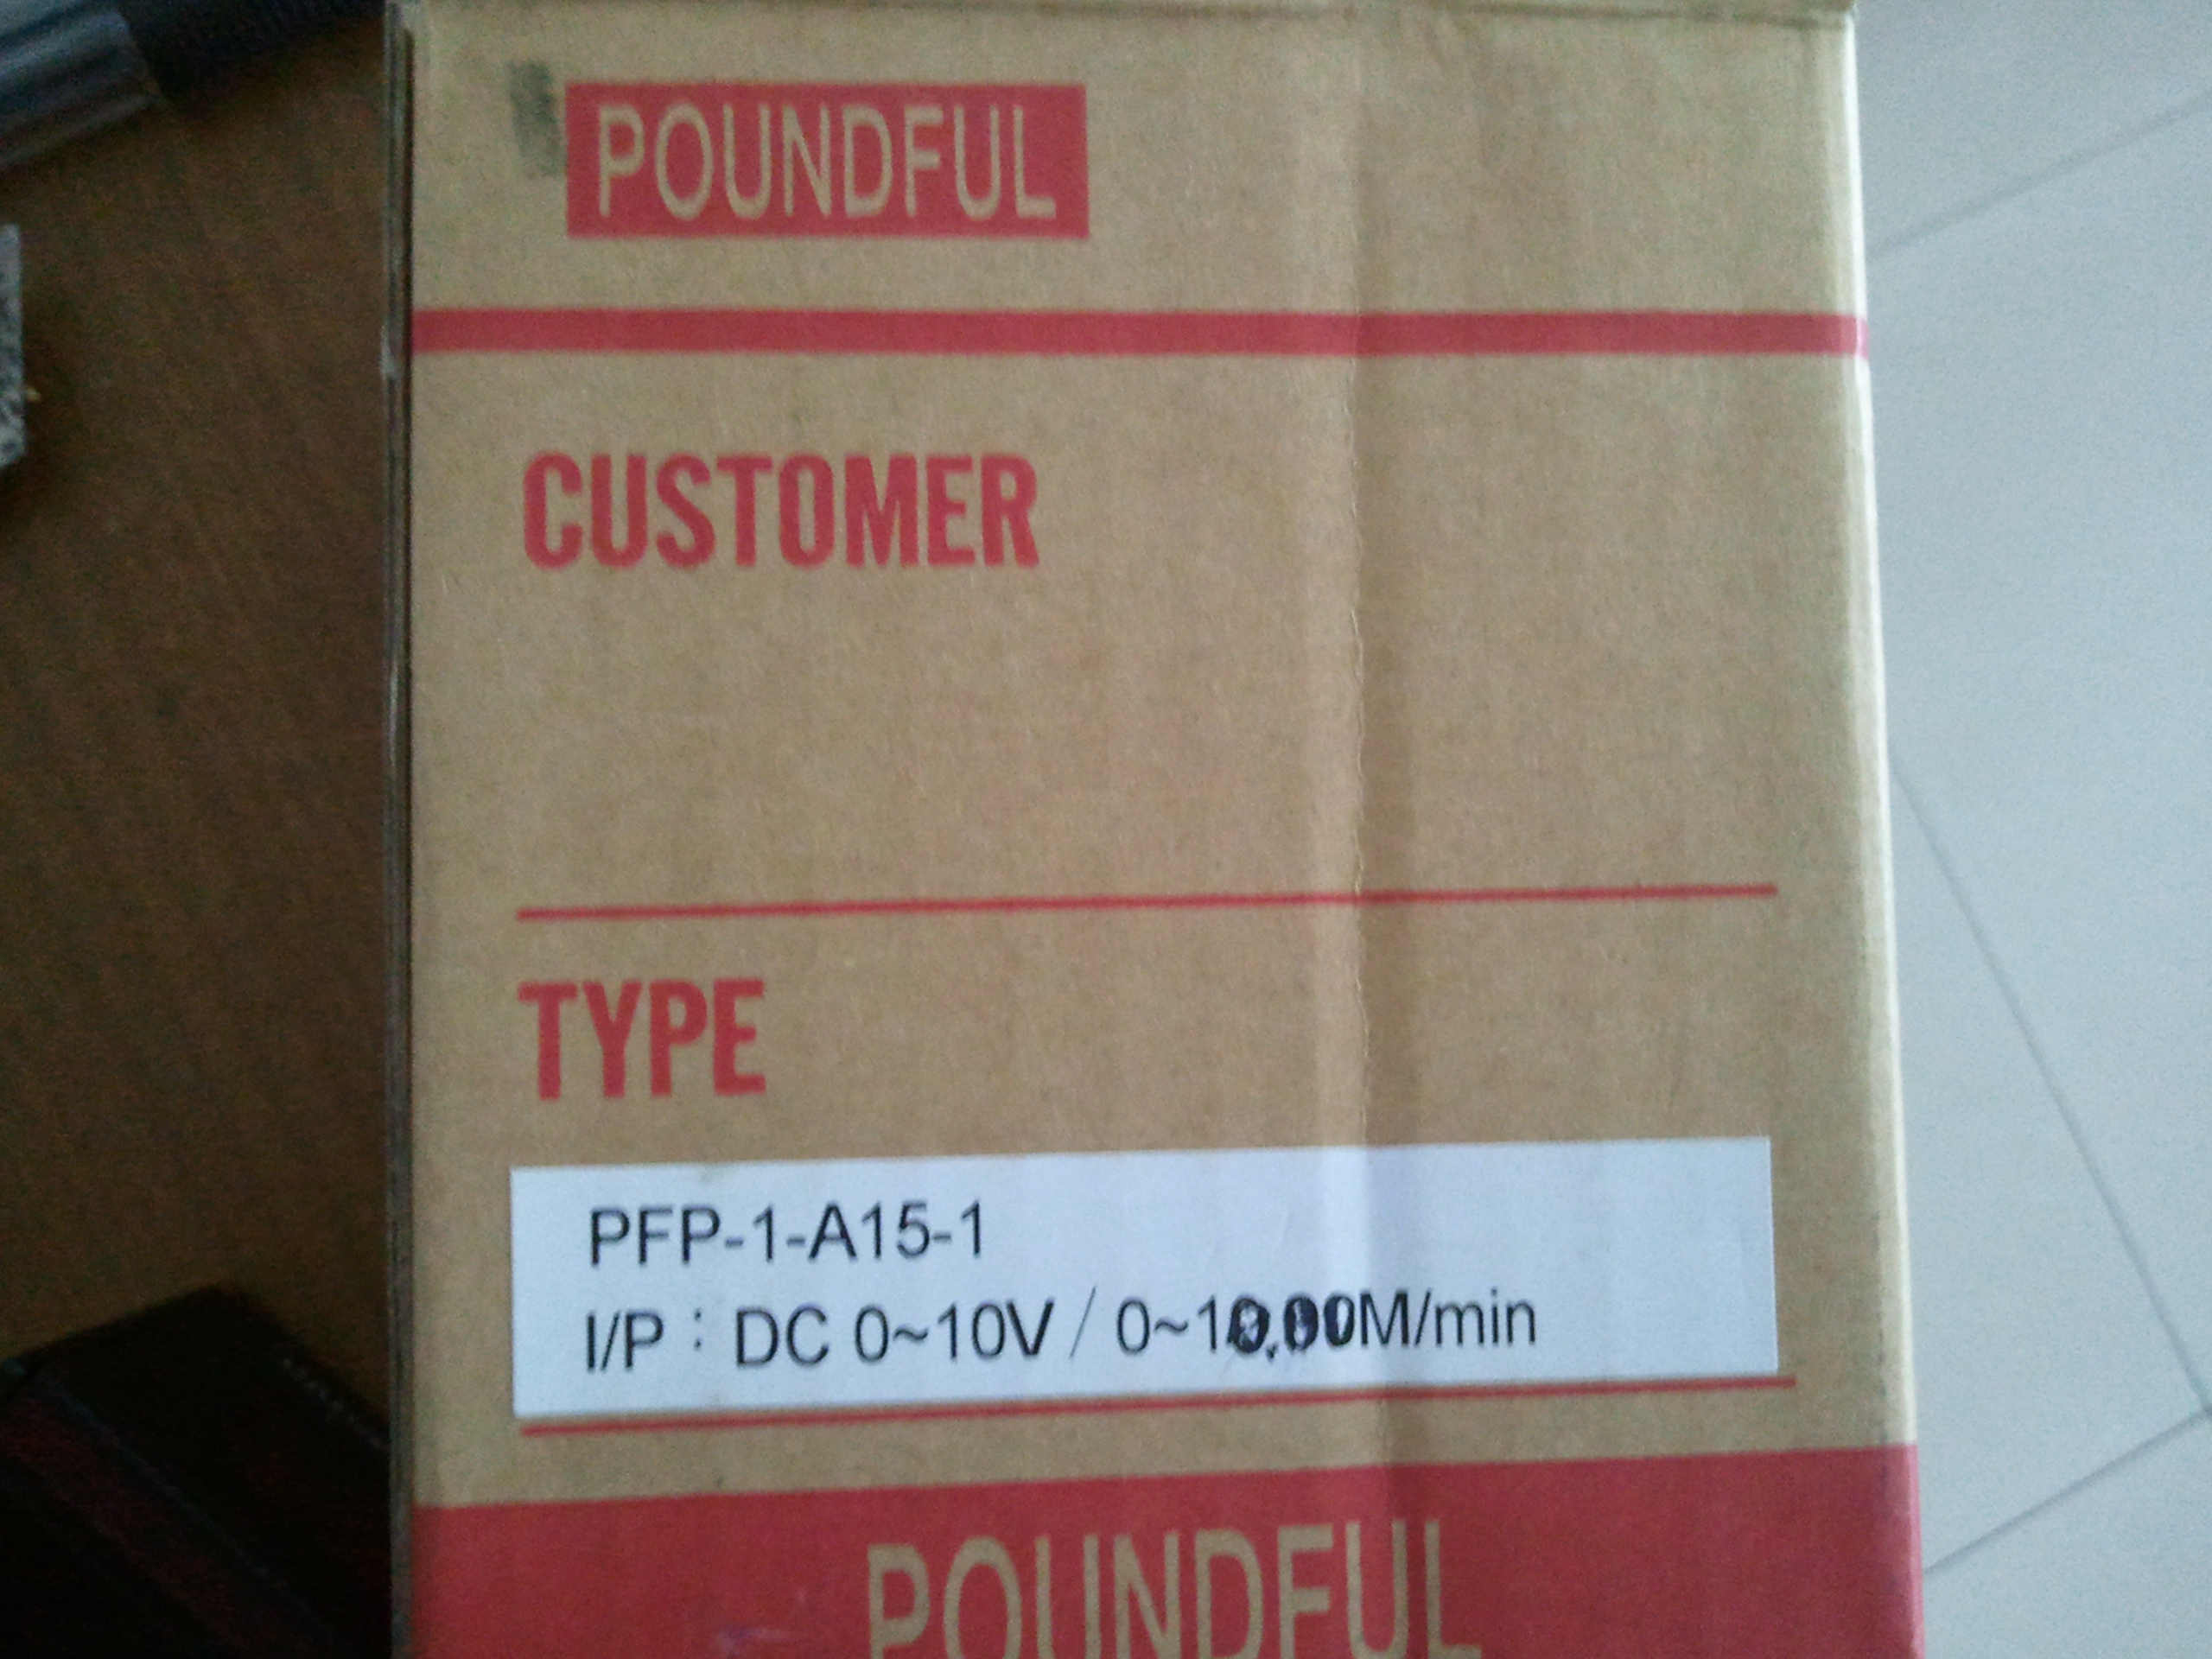 POUNDFUL
CUSTOMER
TYPE
PFP-1-A15-1
I/P : DC 0~10V / 0~10.00M/min
POUNDFUL